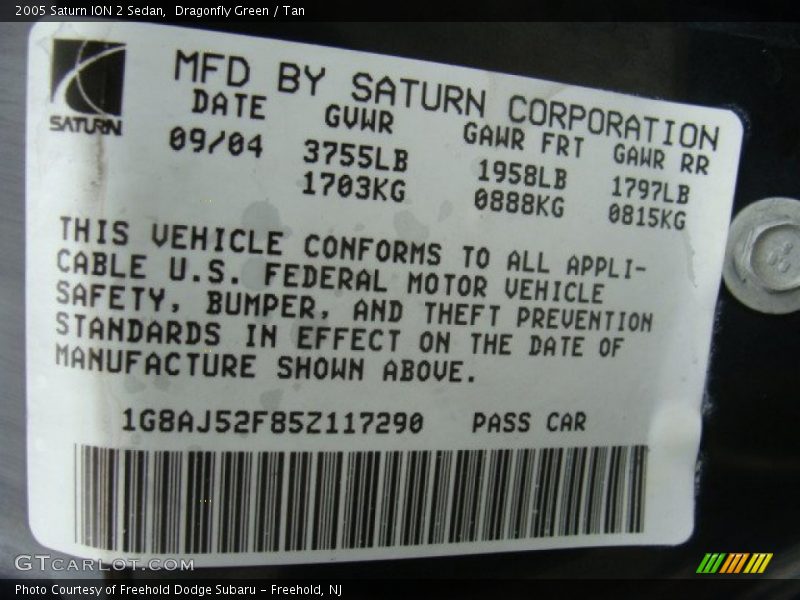 2005 Saturn ION 2 Sedan,  Dragonfly Green / Tan
SATURN
MFD BY SATURN CORPORATION
DATE GVWR GAWR FRT GAWR RR
09/04 3755LB 1958LB 1797LB
1703KG 0888KG 0815KG
THIS VEHICLE CONFORMS TO ALL APPLI-
CABLE U.S. FEDERAL MOTOR VEHICLE
SAFETY, BUMPER, AND THEFT PREVENTION
STANDARDS IN EFFECT ON THE DATE OF
MANUFACTURE SHOWN ABOVE.
1G8AJ52F85Z117290 PASS CAR
GTCARLOT.COM
Photo Courtesy of Freehold Dodge Subaru - Freehold, NJ